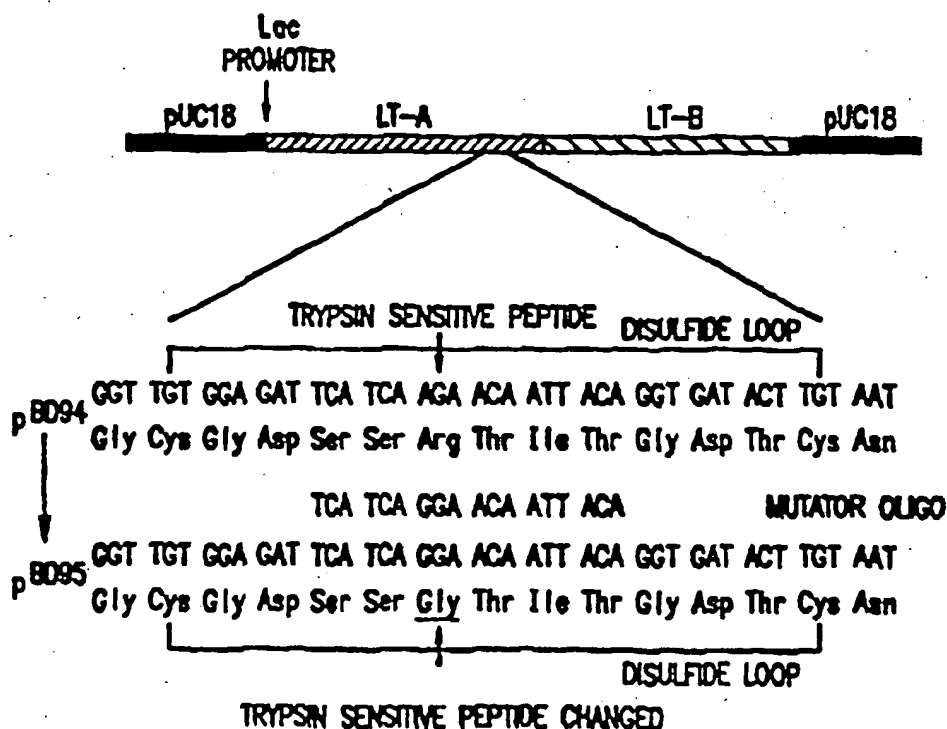 Lac
PROMOTER
pUC18 LT-A LT-B pUC18
TRYPSIN SENSITIVE PEPTIDE
DISULFIDE LOOP
GGT TGT GGA GAT TCA TCA AGA ACA ATT ACA GGT GAT ACT TGT AAT
pBD94
Gly Cys Gly Asp Ser Ser Arg Thr Ile Thr Gly Asp Thr Cys Asn
TCA TCA GGA ACA ATT ACA MUTATOR OLIGO
GGT TGT GGA GAT TCA TCA GGA ACA ATT ACA GGT GAT ACT TGT AAT
pBD95
Gly Cys Gly Asp Ser Ser Gly Thr Ile Thr Gly Asp Thr Cys Asn
DISULFIDE LOOP
TRYPSIN SENSITIVE PEPTIDE CHANGED